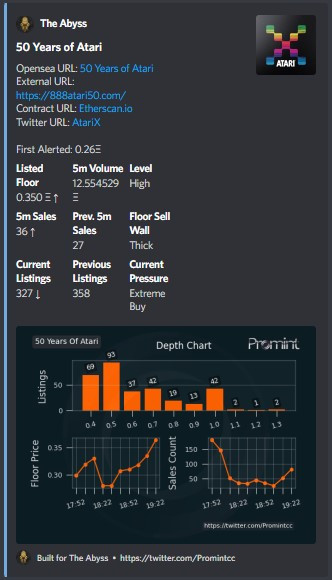 The Abyss
50 Years of Atari
ATARI
Opensea URL: 50 Years of Atari
External URL:
https://888atari50.com/
Contract URL: Etherscan.io
Twitter URL: AtariX
First Alerted: 0.26Ξ
Listed Floor
0.350 Ξ ↑
5m Volume
12.554529 Ξ
Level
High
5m Sales
36 ↑
Prev. 5m Sales
27
Floor Sell Wall
Thick
Current Listings
327 ↓
Previous Listings
358
Current Pressure
Extreme Buy
50 Years Of Atari
Depth Chart
Promint
Listings
50
0
69 93 37 42 19 13 42 2 1 2
0.4 0.5 0.6 0.7 0.8 0.9 1.0 1.1 1.2 1.3
Floor Price
0.35
0.30
17:52 18:22 18:52 19:22
Sales Count
150
100
50
17:52 18:22 18:52 19:22
https://twitter.com/Promintcc
Built for The Abyss • https://twitter.com/Promintcc